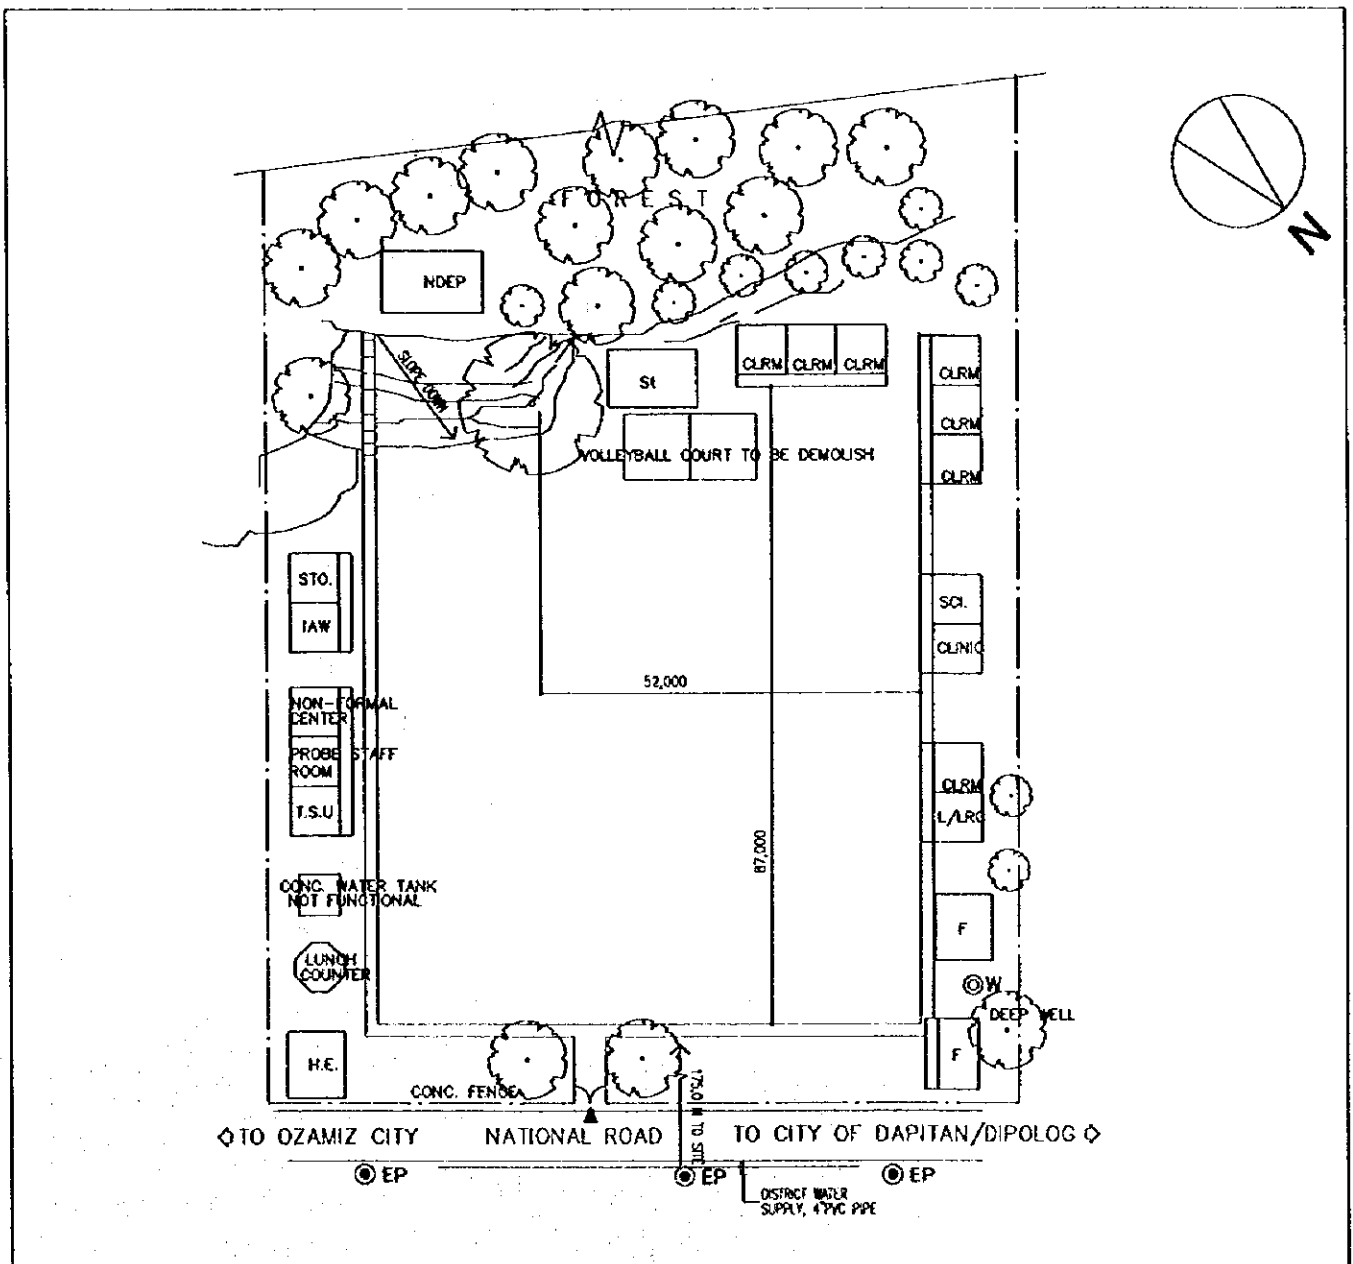 N
FOREST
NDEP
SLOPE DOWN
St
CLRM CLRM CLRM
CLRM
CLRM
CLRM
VOLLEYBALL COURT TO BE DEMOLISH
STO.
IAW
SCI.
CLINIC
52,000
NON-FORMAL
CENTER
PROBE STAFF
ROOM
T.S.U
CLRM
L/LRC
87,000
CONC. WATER TANK
NOT FUNCTIONAL
F
LUNCH
COUNTER
W
DEEP WELL
H.E.
F
CONC. FENCE
175.0 M TO SITE
TO OZAMIZ CITY
NATIONAL ROAD
TO CITY OF DAPITAN/DIPOLOG
EP
EP
EP
DISTRICT WATER
SUPPLY, 4"PVC PIPE